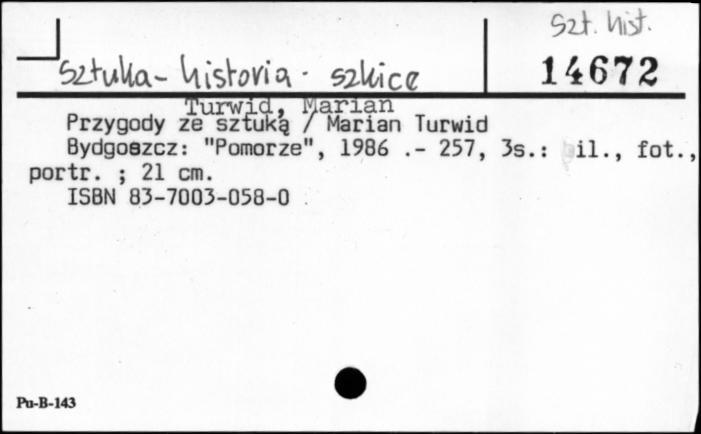 Szt. hist.
Sztuka - historia - szkice
14672
Turwid, Marian
Przygody ze sztuką / Marian Turwid
Bydgoszcz: "Pomorze", 1986 .- 257, 3s.: il., fot.,
portr. ; 21 cm.
ISBN 83-7003-058-0
Pu-B-143